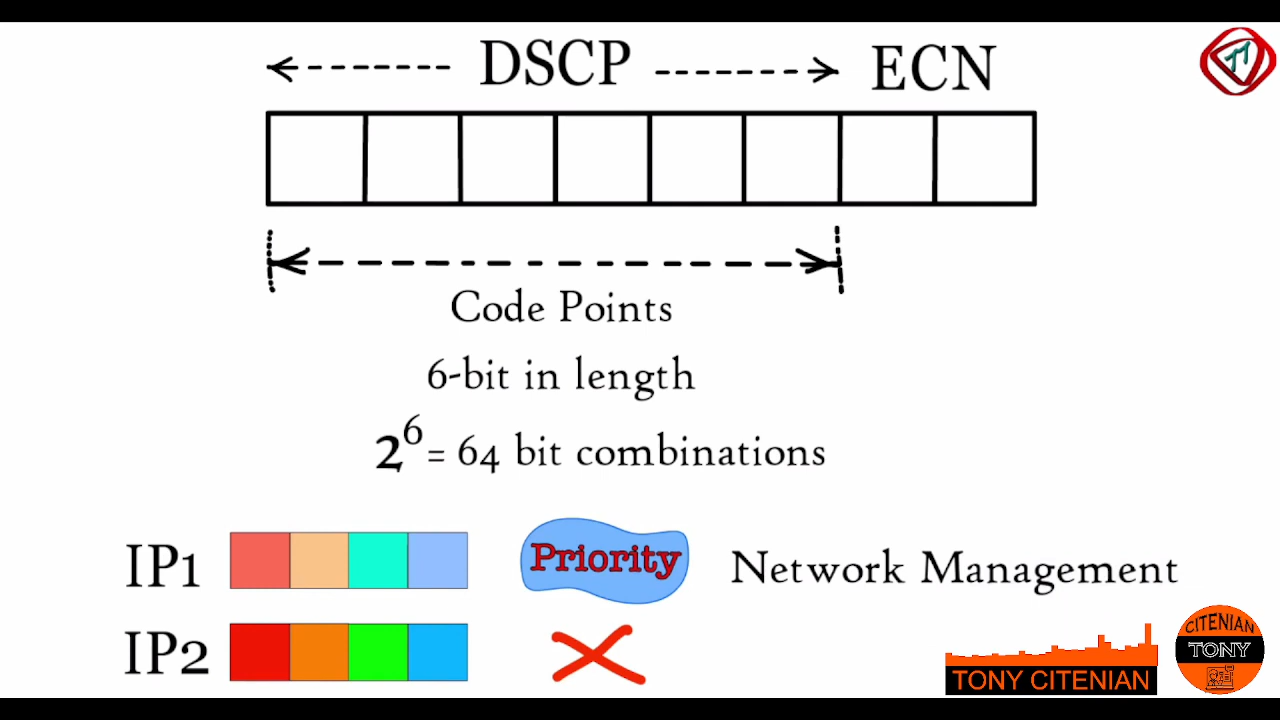 DSCP ECN
Code Points
6-bit in length
2⁶ = 64 bit combinations
IP1 Priority Network Management
IP2
TONY CITENIAN
CITENIAN
TONY